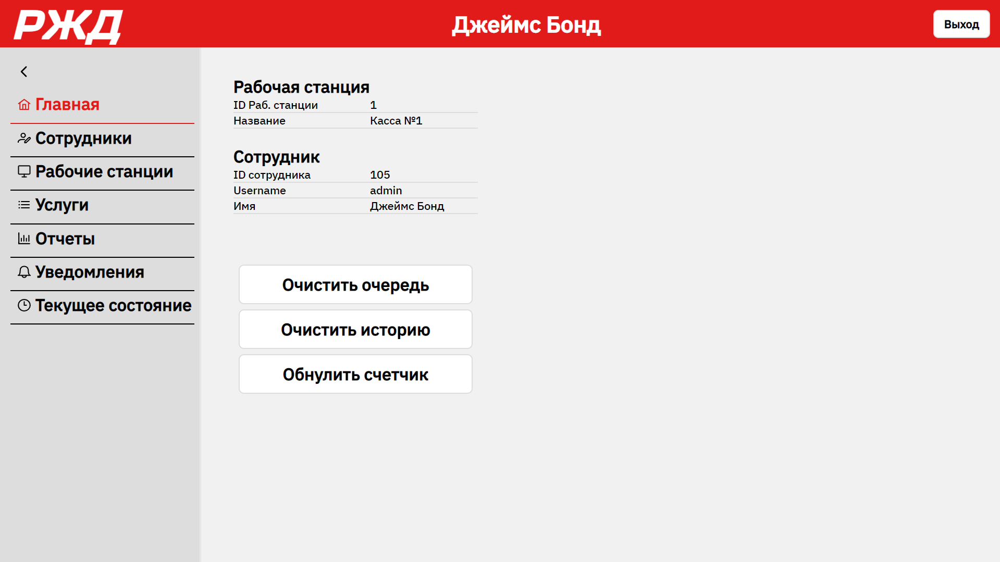 РЖД
Джеймс Бонд
Выход
Главная
Сотрудники
Рабочие станции
Услуги
Отчеты
Уведомления
Текущее состояние
Рабочая станция
ID Раб. станции 1
Название Касса №1
Сотрудник
ID сотрудника 105
Username admin
Имя Джеймс Бонд
Очистить очередь
Очистить историю
Обнулить счетчик